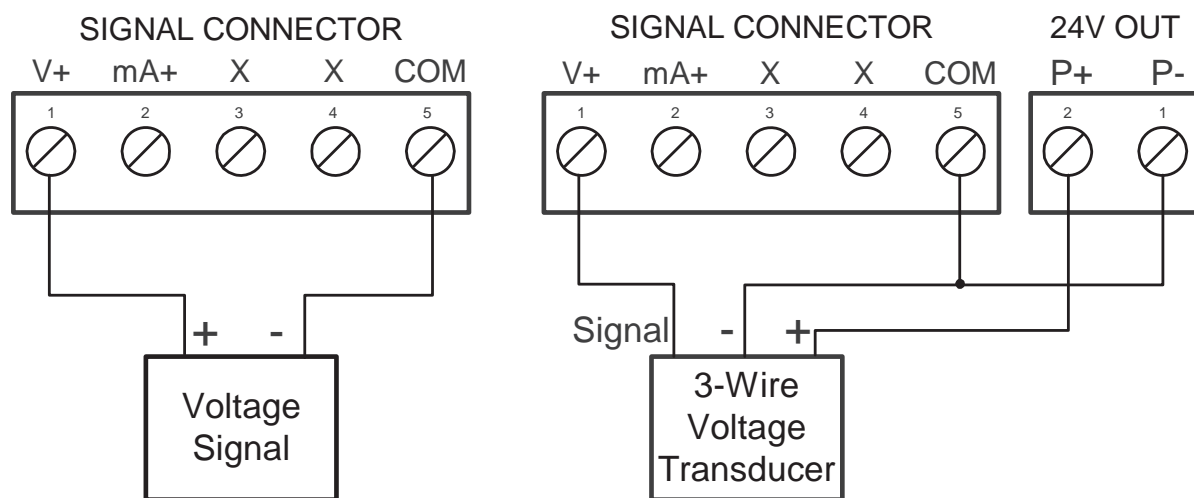 SIGNAL CONNECTOR
V+ mA+ X X COM
1 2 3 4 5
+ -
Voltage
Signal
SIGNAL CONNECTOR 24V OUT
V+ mA+ X X COM P+ P-
1 2 3 4 5 2 1
Signal - +
3-Wire
Voltage
Transducer